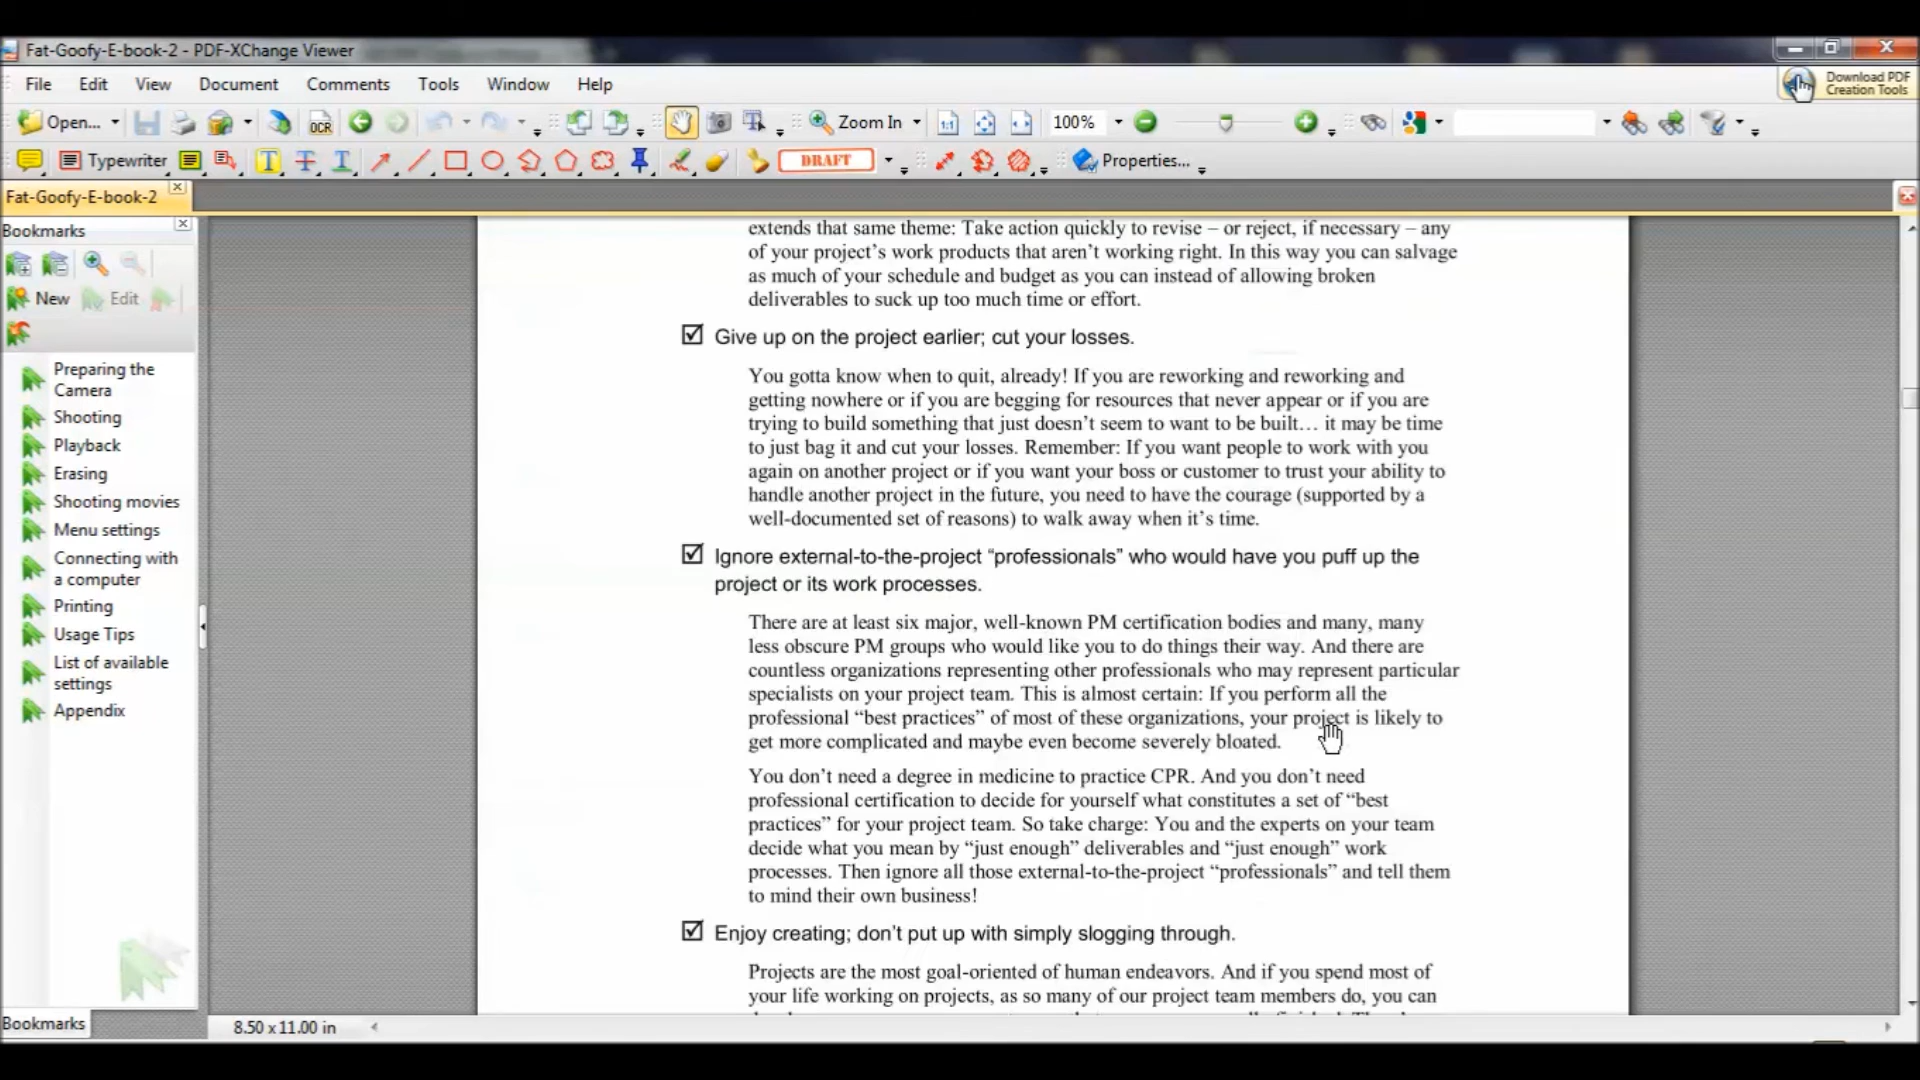 Fat-Goofy-E-book-2 - PDF-XChange Viewer
File Edit View Document Comments Tools Window Help
Download PDF
Creation Tools
Open... OCR Zoom In 1:1 100%
Typewriter T T T DRAFT Properties...
Fat-Goofy-E-book-2
Bookmarks
New Edit
Preparing the
Camera
Shooting
Playback
Erasing
Shooting movies
Menu settings
Connecting with
a computer
Printing
Usage Tips
List of available
settings
Appendix
Bookmarks
extends that same theme: Take action quickly to revise – or reject, if necessary – any
of your project’s work products that aren’t working right. In this way you can salvage
as much of your schedule and budget as you can instead of allowing broken
deliverables to suck up too much time or effort.
Give up on the project earlier; cut your losses.
You gotta know when to quit, already! If you are reworking and reworking and
getting nowhere or if you are begging for resources that never appear or if you are
trying to build something that just doesn’t seem to want to be built… it may be time
to just bag it and cut your losses. Remember: If you want people to work with you
again on another project or if you want your boss or customer to trust your ability to
handle another project in the future, you need to have the courage (supported by a
well-documented set of reasons) to walk away when it’s time.
Ignore external-to-the-project “professionals” who would have you puff up the
project or its work processes.
There are at least six major, well-known PM certification bodies and many, many
less obscure PM groups who would like you to do things their way. And there are
countless organizations representing other professionals who may represent particular
specialists on your project team. This is almost certain: If you perform all the
professional “best practices” of most of these organizations, your project is likely to
get more complicated and maybe even become severely bloated.
You don’t need a degree in medicine to practice CPR. And you don’t need
professional certification to decide for yourself what constitutes a set of “best
practices” for your project team. So take charge: You and the experts on your team
decide what you mean by “just enough” deliverables and “just enough” work
processes. Then ignore all those external-to-the-project “professionals” and tell them
to mind their own business!
Enjoy creating; don’t put up with simply slogging through.
Projects are the most goal-oriented of human endeavors. And if you spend most of
your life working on projects, as so many of our project team members do, you can
8.50 x 11.00 in